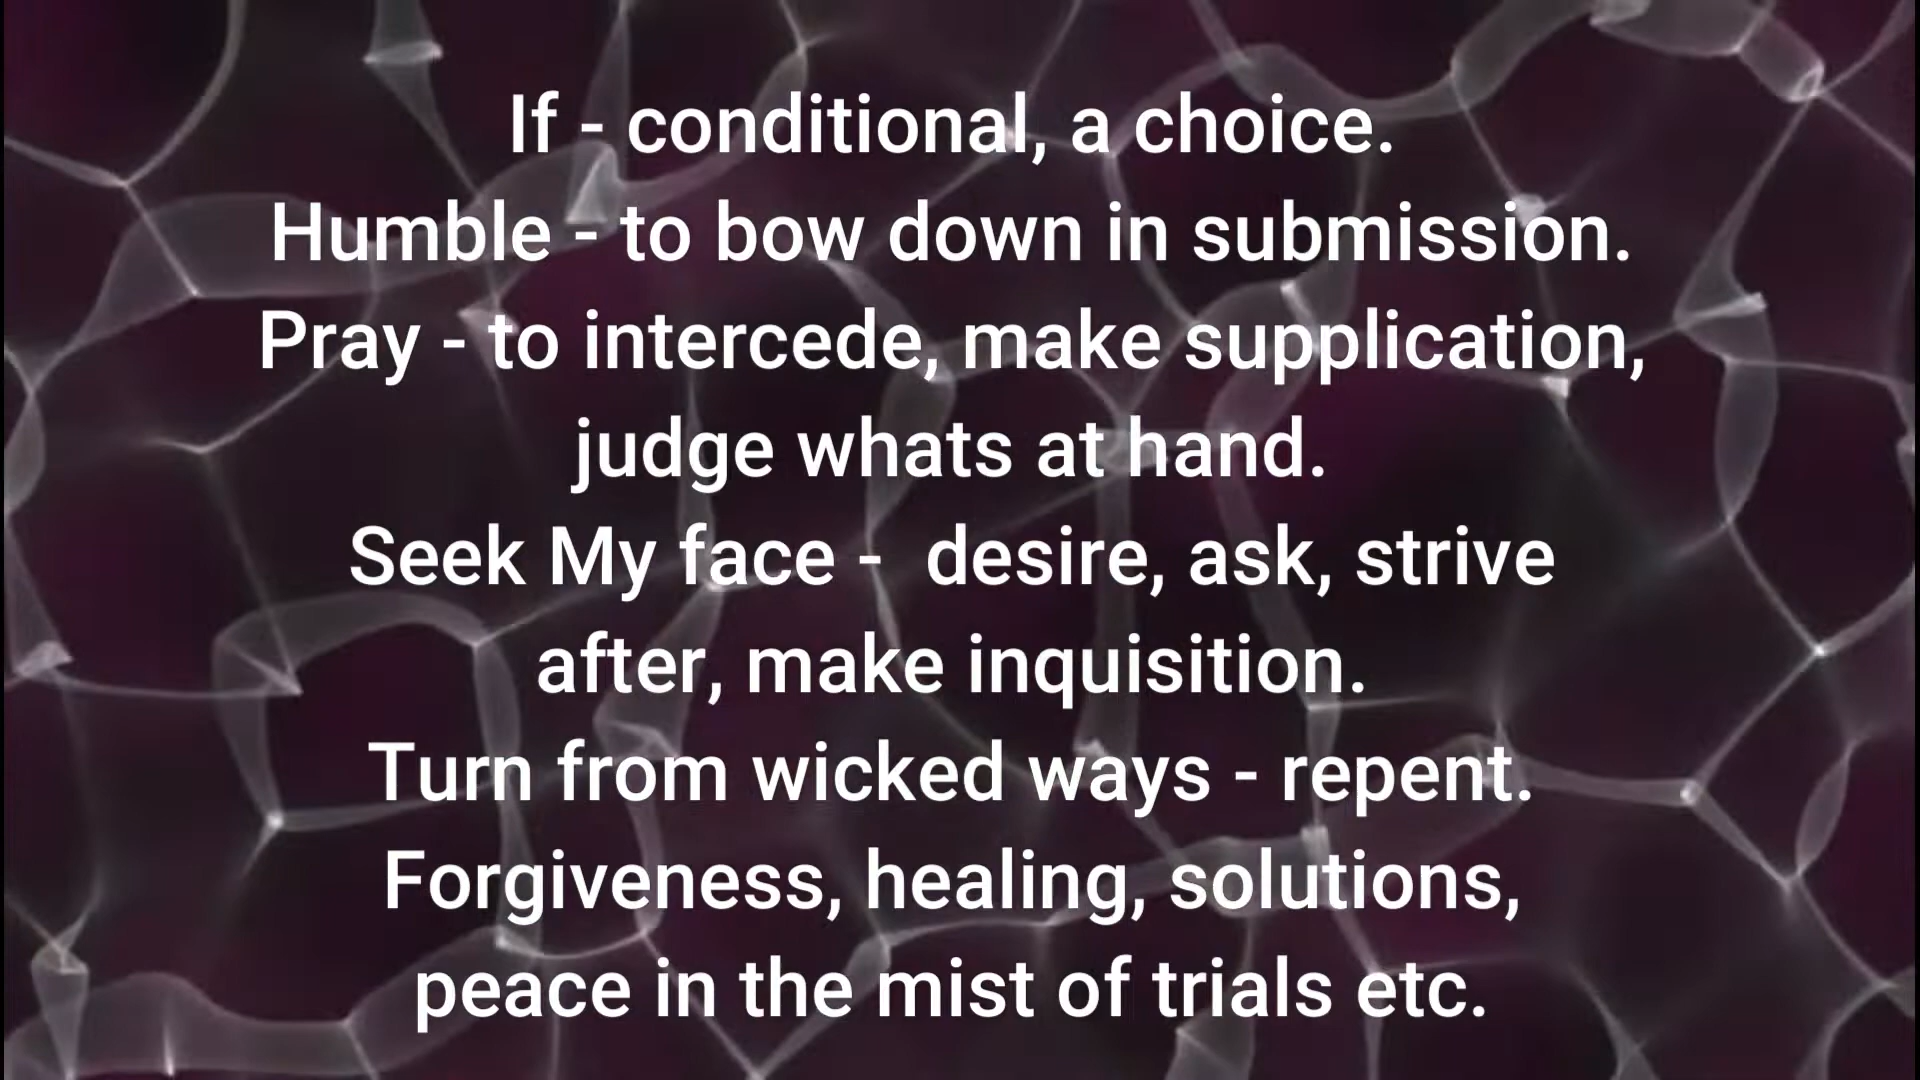 If - conditional, a choice.
Humble - to bow down in submission.
Pray - to intercede, make supplication,
judge whats at hand.
Seek My face -  desire, ask, strive
after, make inquisition.
Turn from wicked ways - repent.
Forgiveness, healing, solutions,
peace in the mist of trials etc.